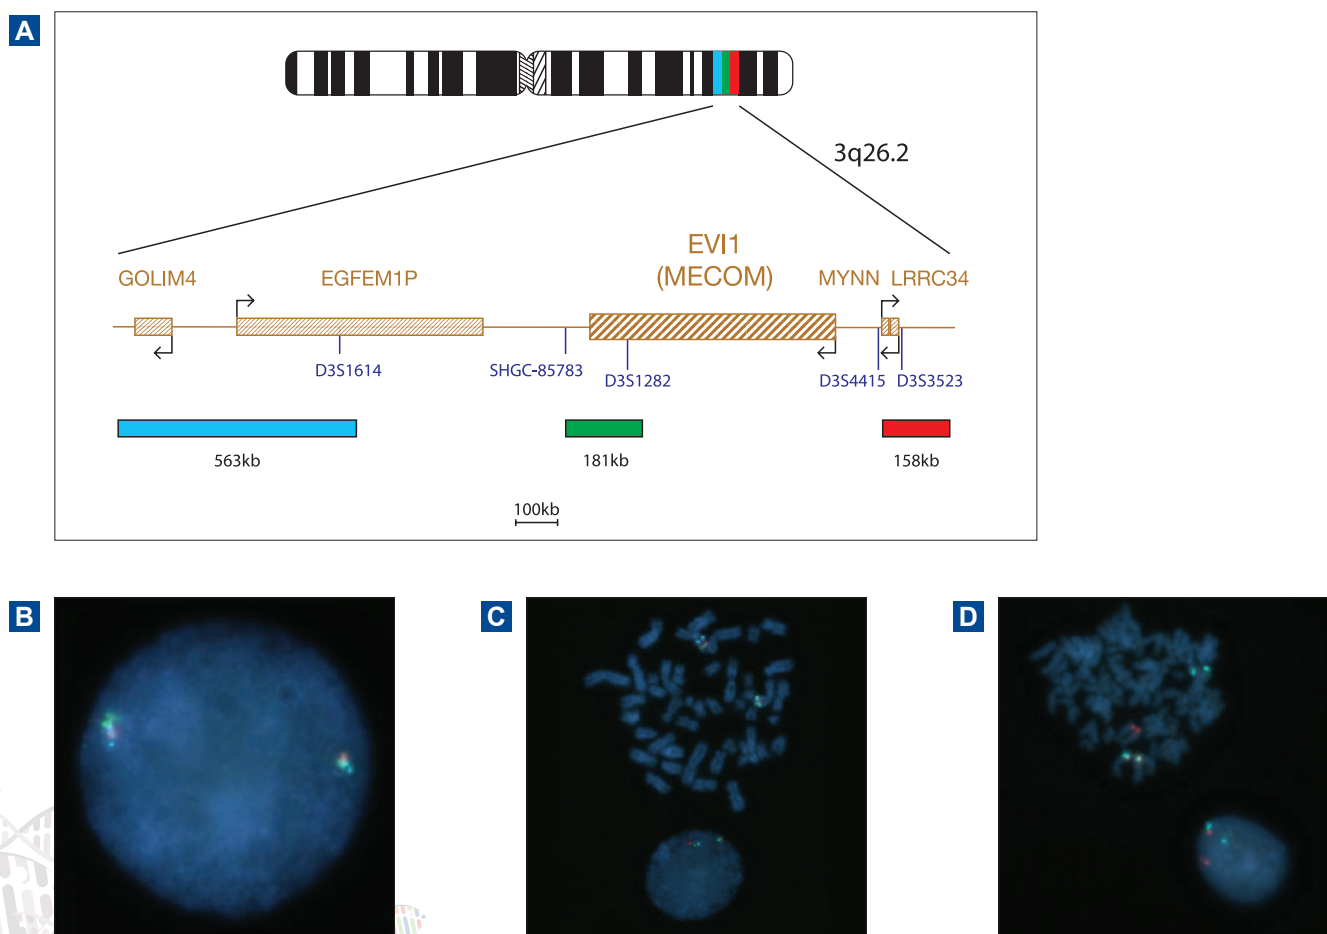 A
3q26.2
EVI1
(MECOM)
GOLIM4
EGFEM1P
MYNN
LRRC34
D3S1614
SHGC-85783
D3S1282
D3S4415
D3S3523
563kb
181kb
158kb
100kb
B
C
D